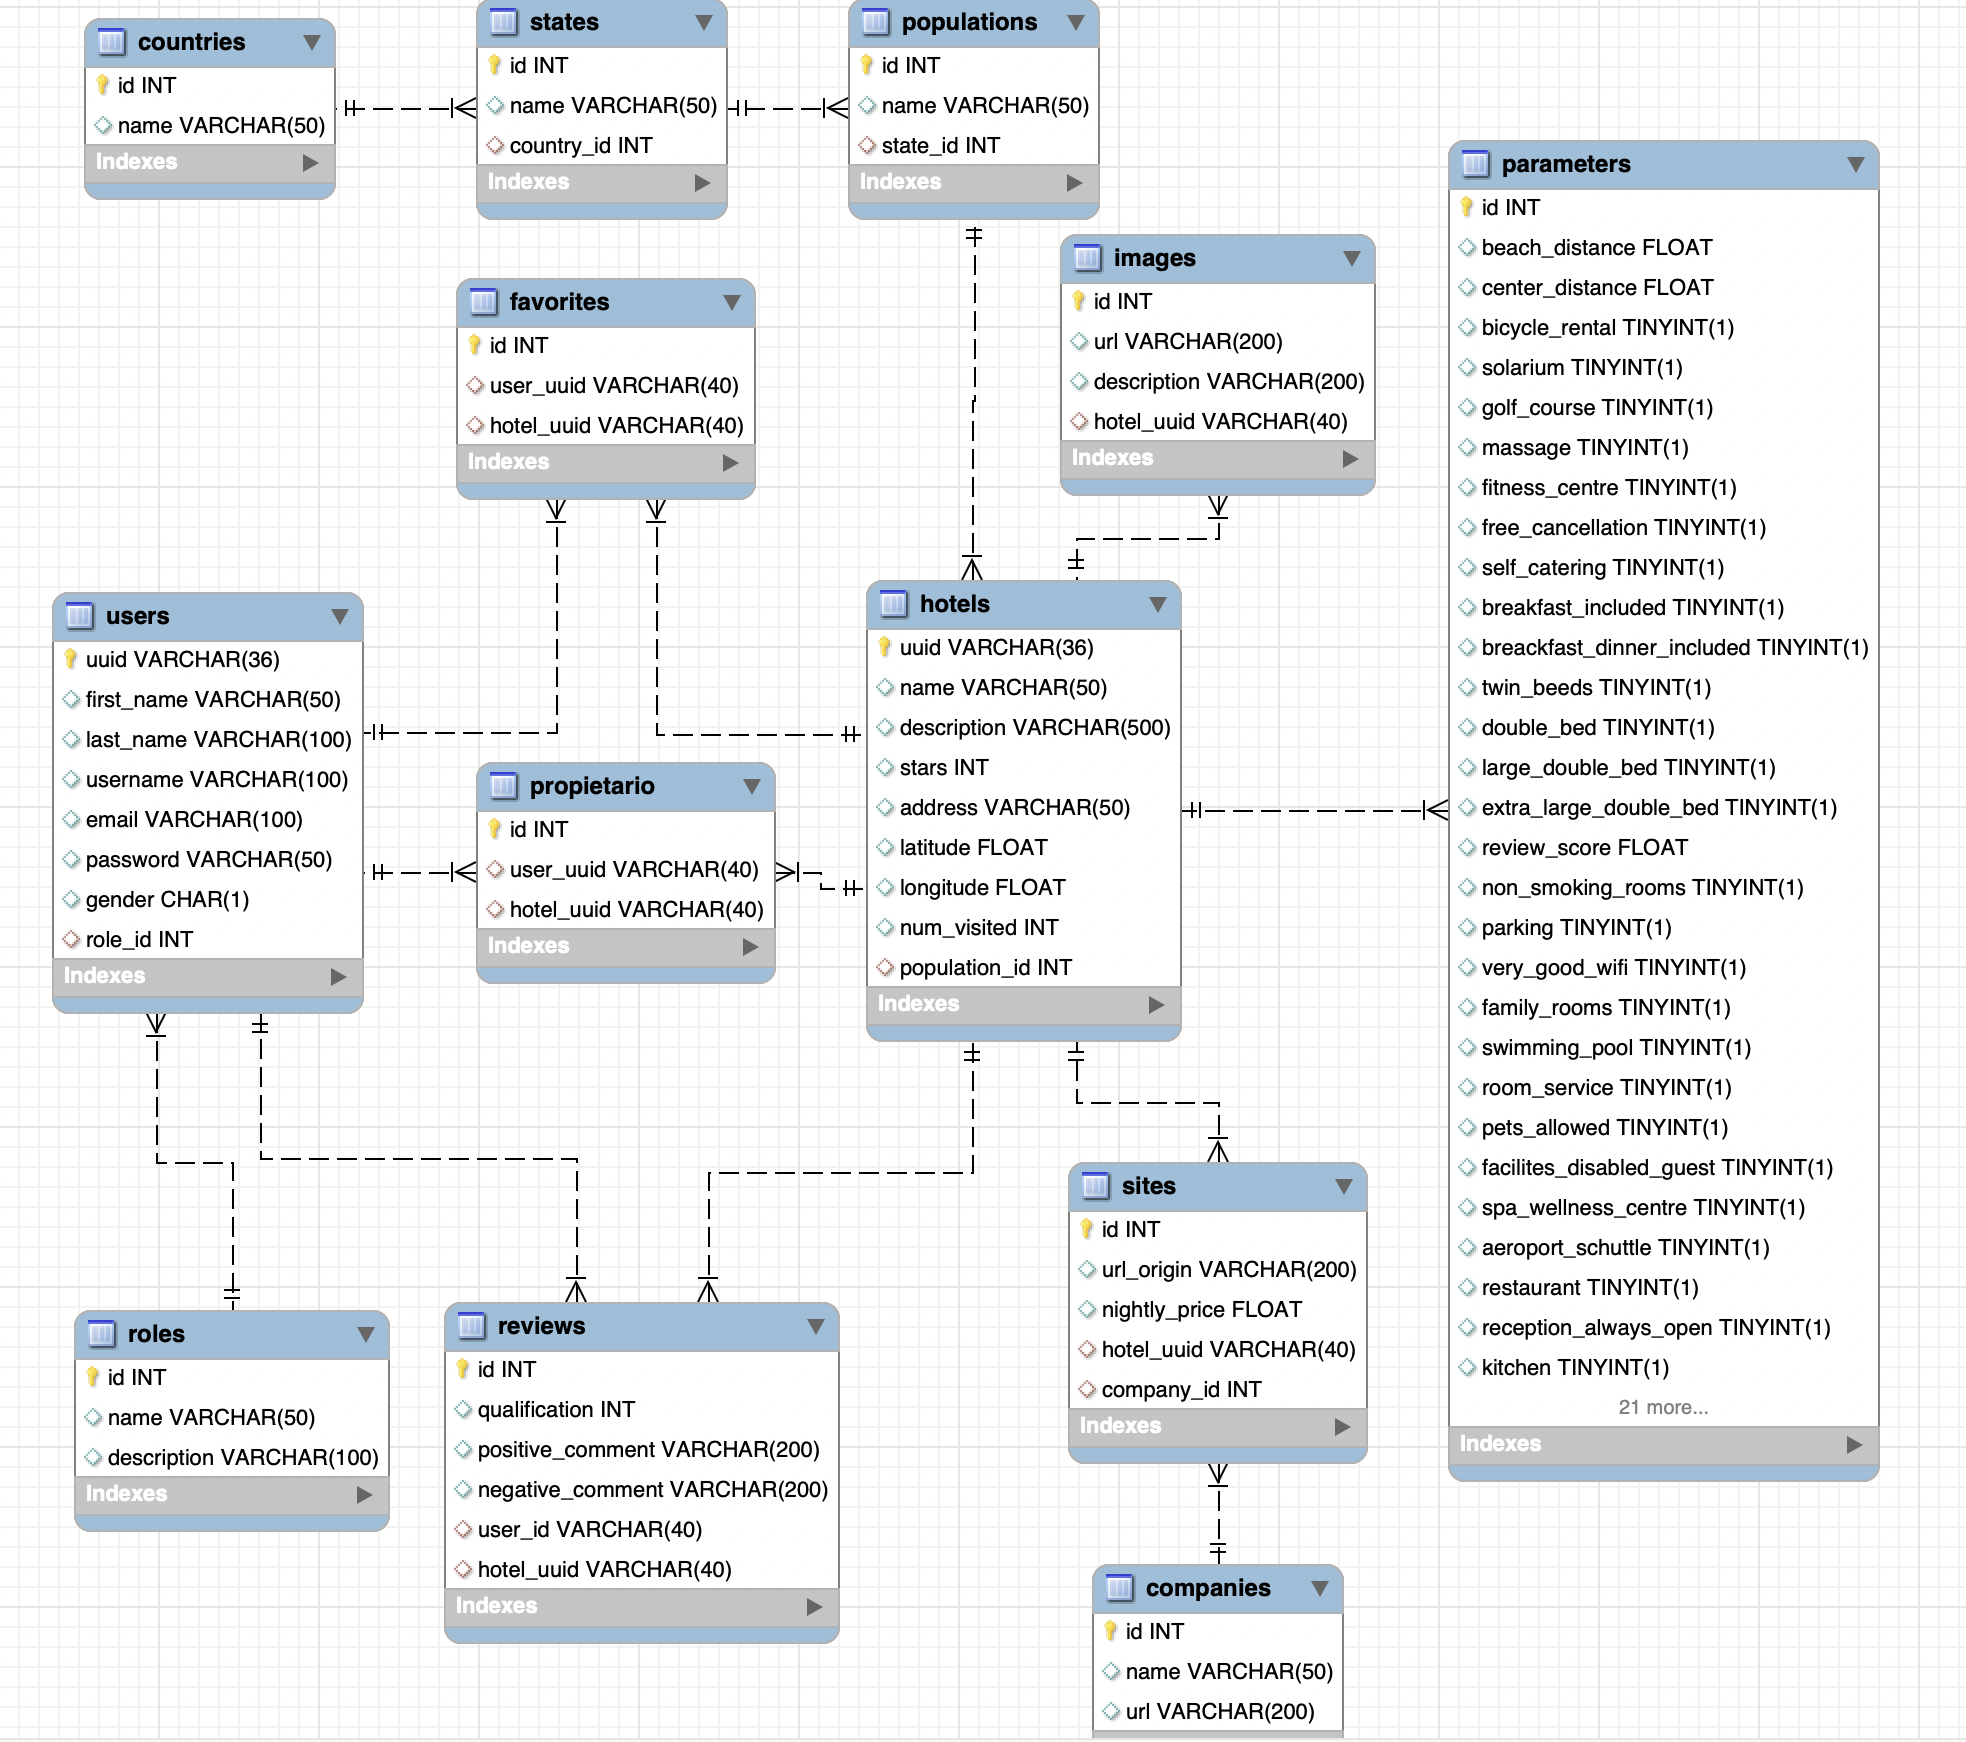 countries
id INT
name VARCHAR(50)
Indexes
states
id INT
name VARCHAR(50)
country_id INT
Indexes
populations
id INT
name VARCHAR(50)
state_id INT
Indexes
parameters
id INT
beach_distance FLOAT
center_distance FLOAT
bicycle_rental TINYINT(1)
solarium TINYINT(1)
golf_course TINYINT(1)
massage TINYINT(1)
fitness_centre TINYINT(1)
free_cancellation TINYINT(1)
self_catering TINYINT(1)
breakfast_included TINYINT(1)
breackfast_dinner_included TINYINT(1)
twin_beeds TINYINT(1)
double_bed TINYINT(1)
large_double_bed TINYINT(1)
extra_large_double_bed TINYINT(1)
review_score FLOAT
non_smoking_rooms TINYINT(1)
parking TINYINT(1)
very_good_wifi TINYINT(1)
family_rooms TINYINT(1)
swimming_pool TINYINT(1)
room_service TINYINT(1)
pets_allowed TINYINT(1)
facilites_disabled_guest TINYINT(1)
spa_wellness_centre TINYINT(1)
aeroport_schuttle TINYINT(1)
restaurant TINYINT(1)
reception_always_open TINYINT(1)
kitchen TINYINT(1)
21 more...
Indexes
images
id INT
url VARCHAR(200)
description VARCHAR(200)
hotel_uuid VARCHAR(40)
Indexes
favorites
id INT
user_uuid VARCHAR(40)
hotel_uuid VARCHAR(40)
Indexes
users
uuid VARCHAR(36)
first_name VARCHAR(50)
last_name VARCHAR(100)
username VARCHAR(100)
email VARCHAR(100)
password VARCHAR(50)
gender CHAR(1)
role_id INT
Indexes
propietario
id INT
user_uuid VARCHAR(40)
hotel_uuid VARCHAR(40)
Indexes
hotels
uuid VARCHAR(36)
name VARCHAR(50)
description VARCHAR(500)
stars INT
address VARCHAR(50)
latitude FLOAT
longitude FLOAT
num_visited INT
population_id INT
Indexes
sites
id INT
url_origin VARCHAR(200)
nightly_price FLOAT
hotel_uuid VARCHAR(40)
company_id INT
Indexes
roles
id INT
name VARCHAR(50)
description VARCHAR(100)
Indexes
reviews
id INT
qualification INT
positive_comment VARCHAR(200)
negative_comment VARCHAR(200)
user_id VARCHAR(40)
hotel_uuid VARCHAR(40)
Indexes
companies
id INT
name VARCHAR(50)
url VARCHAR(200)